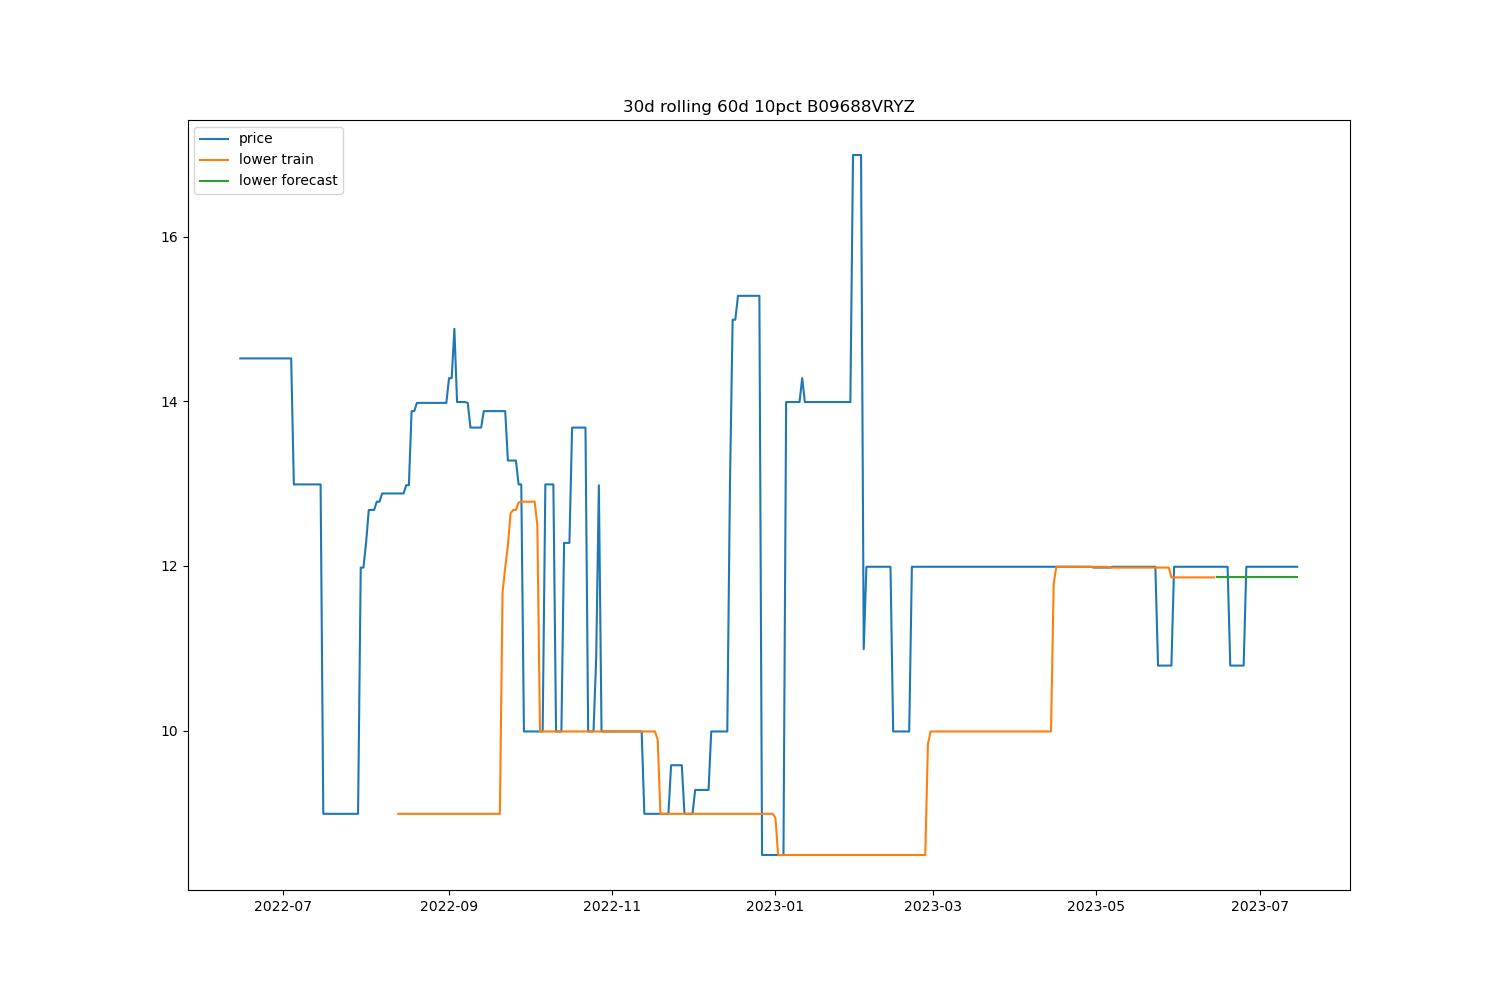 30d rolling 60d 10pct B09688VRYZ
price
lower train
lower forecast
16
14
12
10
2022-07 2022-09 2022-11 2023-01 2023-03 2023-05 2023-07